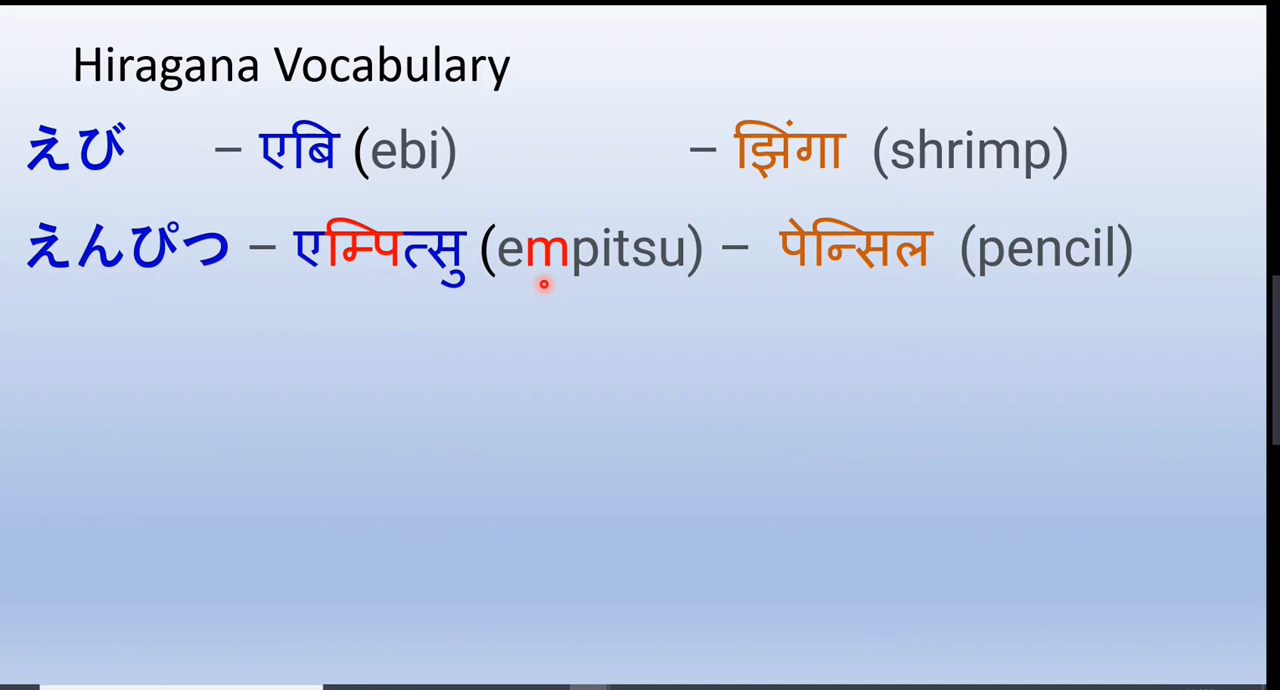 Hiragana Vocabulary
えび – एबि (ebi) – झिंगा (shrimp)
えんぴつ – एम्पित्सु (empitsu) – पेन्सिल (pencil)